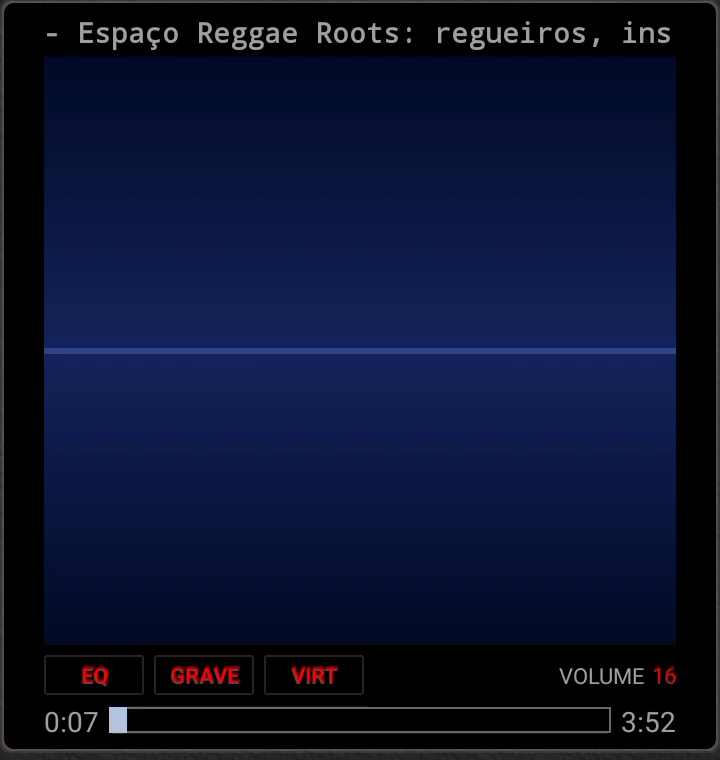 - Espaço Reggae Roots: regueiros, ins
EQ GRAVE VIRT VOLUME 16
0:07 3:52